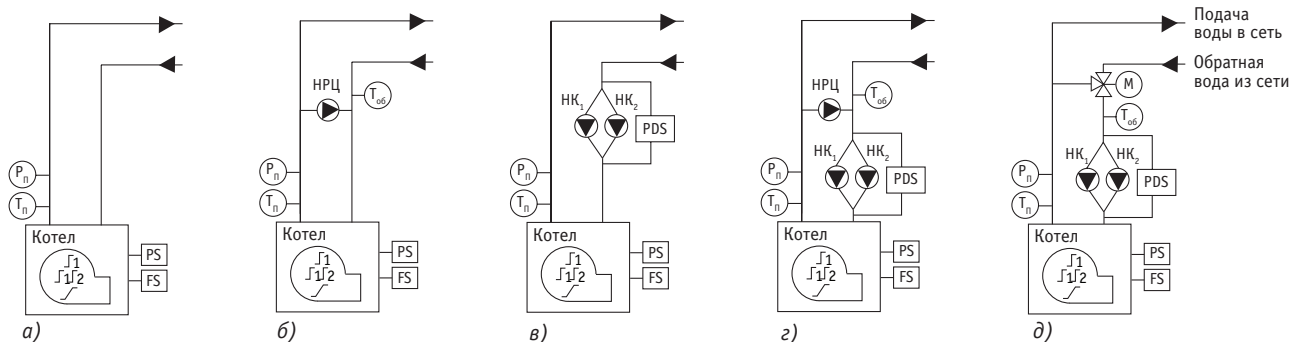 Подача
воды в сеть
Обратная
вода из сети
Pп
Tп
Котел
1
1 2
PS
FS
а)
НРЦ
Tоб
Pп
Tп
Котел
1
1 2
PS
FS
б)
НК1
НК2
PDS
Pп
Tп
Котел
1
1 2
PS
FS
в)
НРЦ
Tоб
НК1
НК2
PDS
Pп
Tп
Котел
1
1 2
PS
FS
г)
М
Tоб
НК1
НК2
PDS
Pп
Tп
Котел
1
1 2
PS
FS
д)